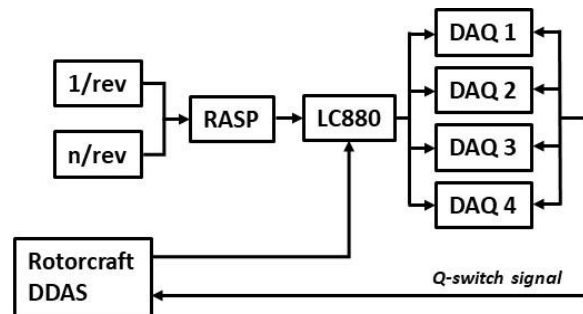 1/rev
n/rev
RASP
LC880
DAQ 1
DAQ 2
DAQ 3
DAQ 4
Rotorcraft
DDAS
Q-switch signal